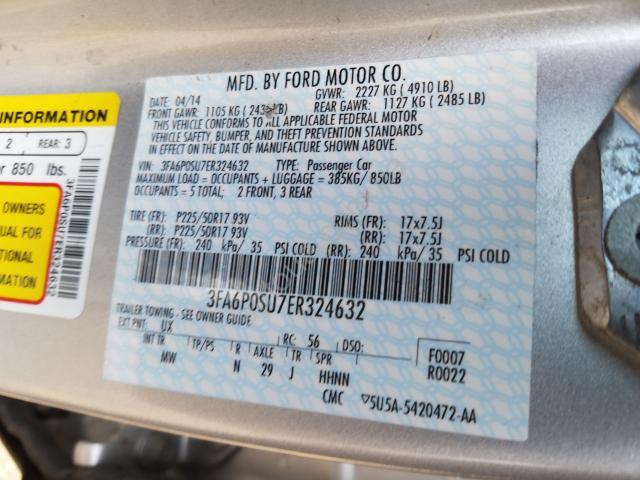 INFORMATION
2 REAR: 3
850 lbs.
OWNERS
UAL FOR
TIONAL
MATION
3FA6P0SU7ER324632
MFD. BY FORD MOTOR CO.
DATE: 04/14 GVWR: 2227 KG ( 4910 LB)
FRONT GAWR: 1105 KG ( LB) REAR GAWR: 1127 KG ( 2485 LB)
THIS VEHICLE CONFORMS TO ALL APPLICABLE FEDERAL MOTOR
VEHICLE SAFETY, BUMPER, AND THEFT PREVENTION STANDARDS
IN EFFECT ON THE DATE OF MANUFACTURE SHOWN ABOVE.
VIN: 3FA6P0SU7ER324632 TYPE: Passenger Car
MAXIMUM LOAD = OCCUPANTS + LUGGAGE = 385KG/ 850LB
OCCUPANTS = 5 TOTAL; 2 FRONT, 3 REAR
TIRE (FR): P225/50R17 93V RIMS (FR): 17x7.5J
(RR): P225/50R17 93V (RR): 17x7.5J
PRESSURE (FR): 240 kPa/ 35 PSI COLD (RR): 240 kPa/ 35 PSI COLD
3FA6P0SU7ER324632
TRAILER TOWING - SEE OWNER GUIDE
EXT PNT: UX RC: 56 DSO: F0007
INT TR TP/PS R AXLE TR SPR R0022
MW N 29 J HHNN
CMC ▽5U5A-5420472-AA